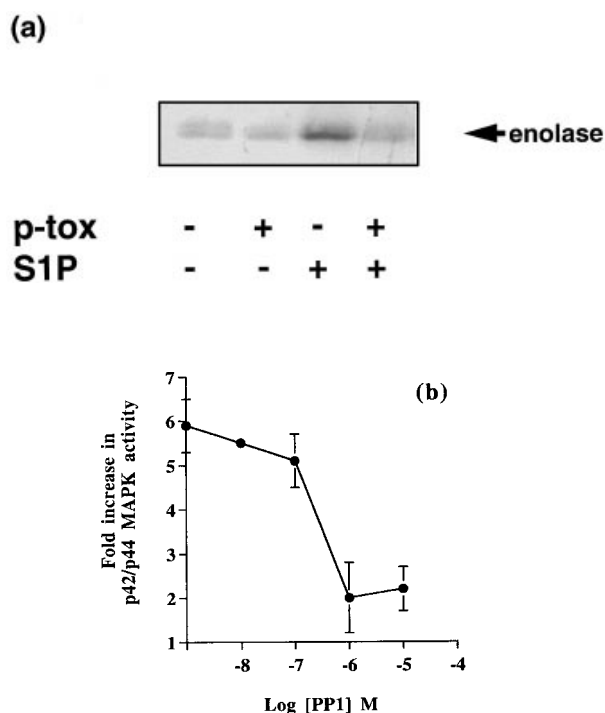 (a)
enolase
p-tox - + - +
S1P - - + +
(b)
Fold increase in
p42/p44 MAPK activity
7
6
5
4
3
2
1
-8 -7 -6 -5 -4
Log [PP1] M